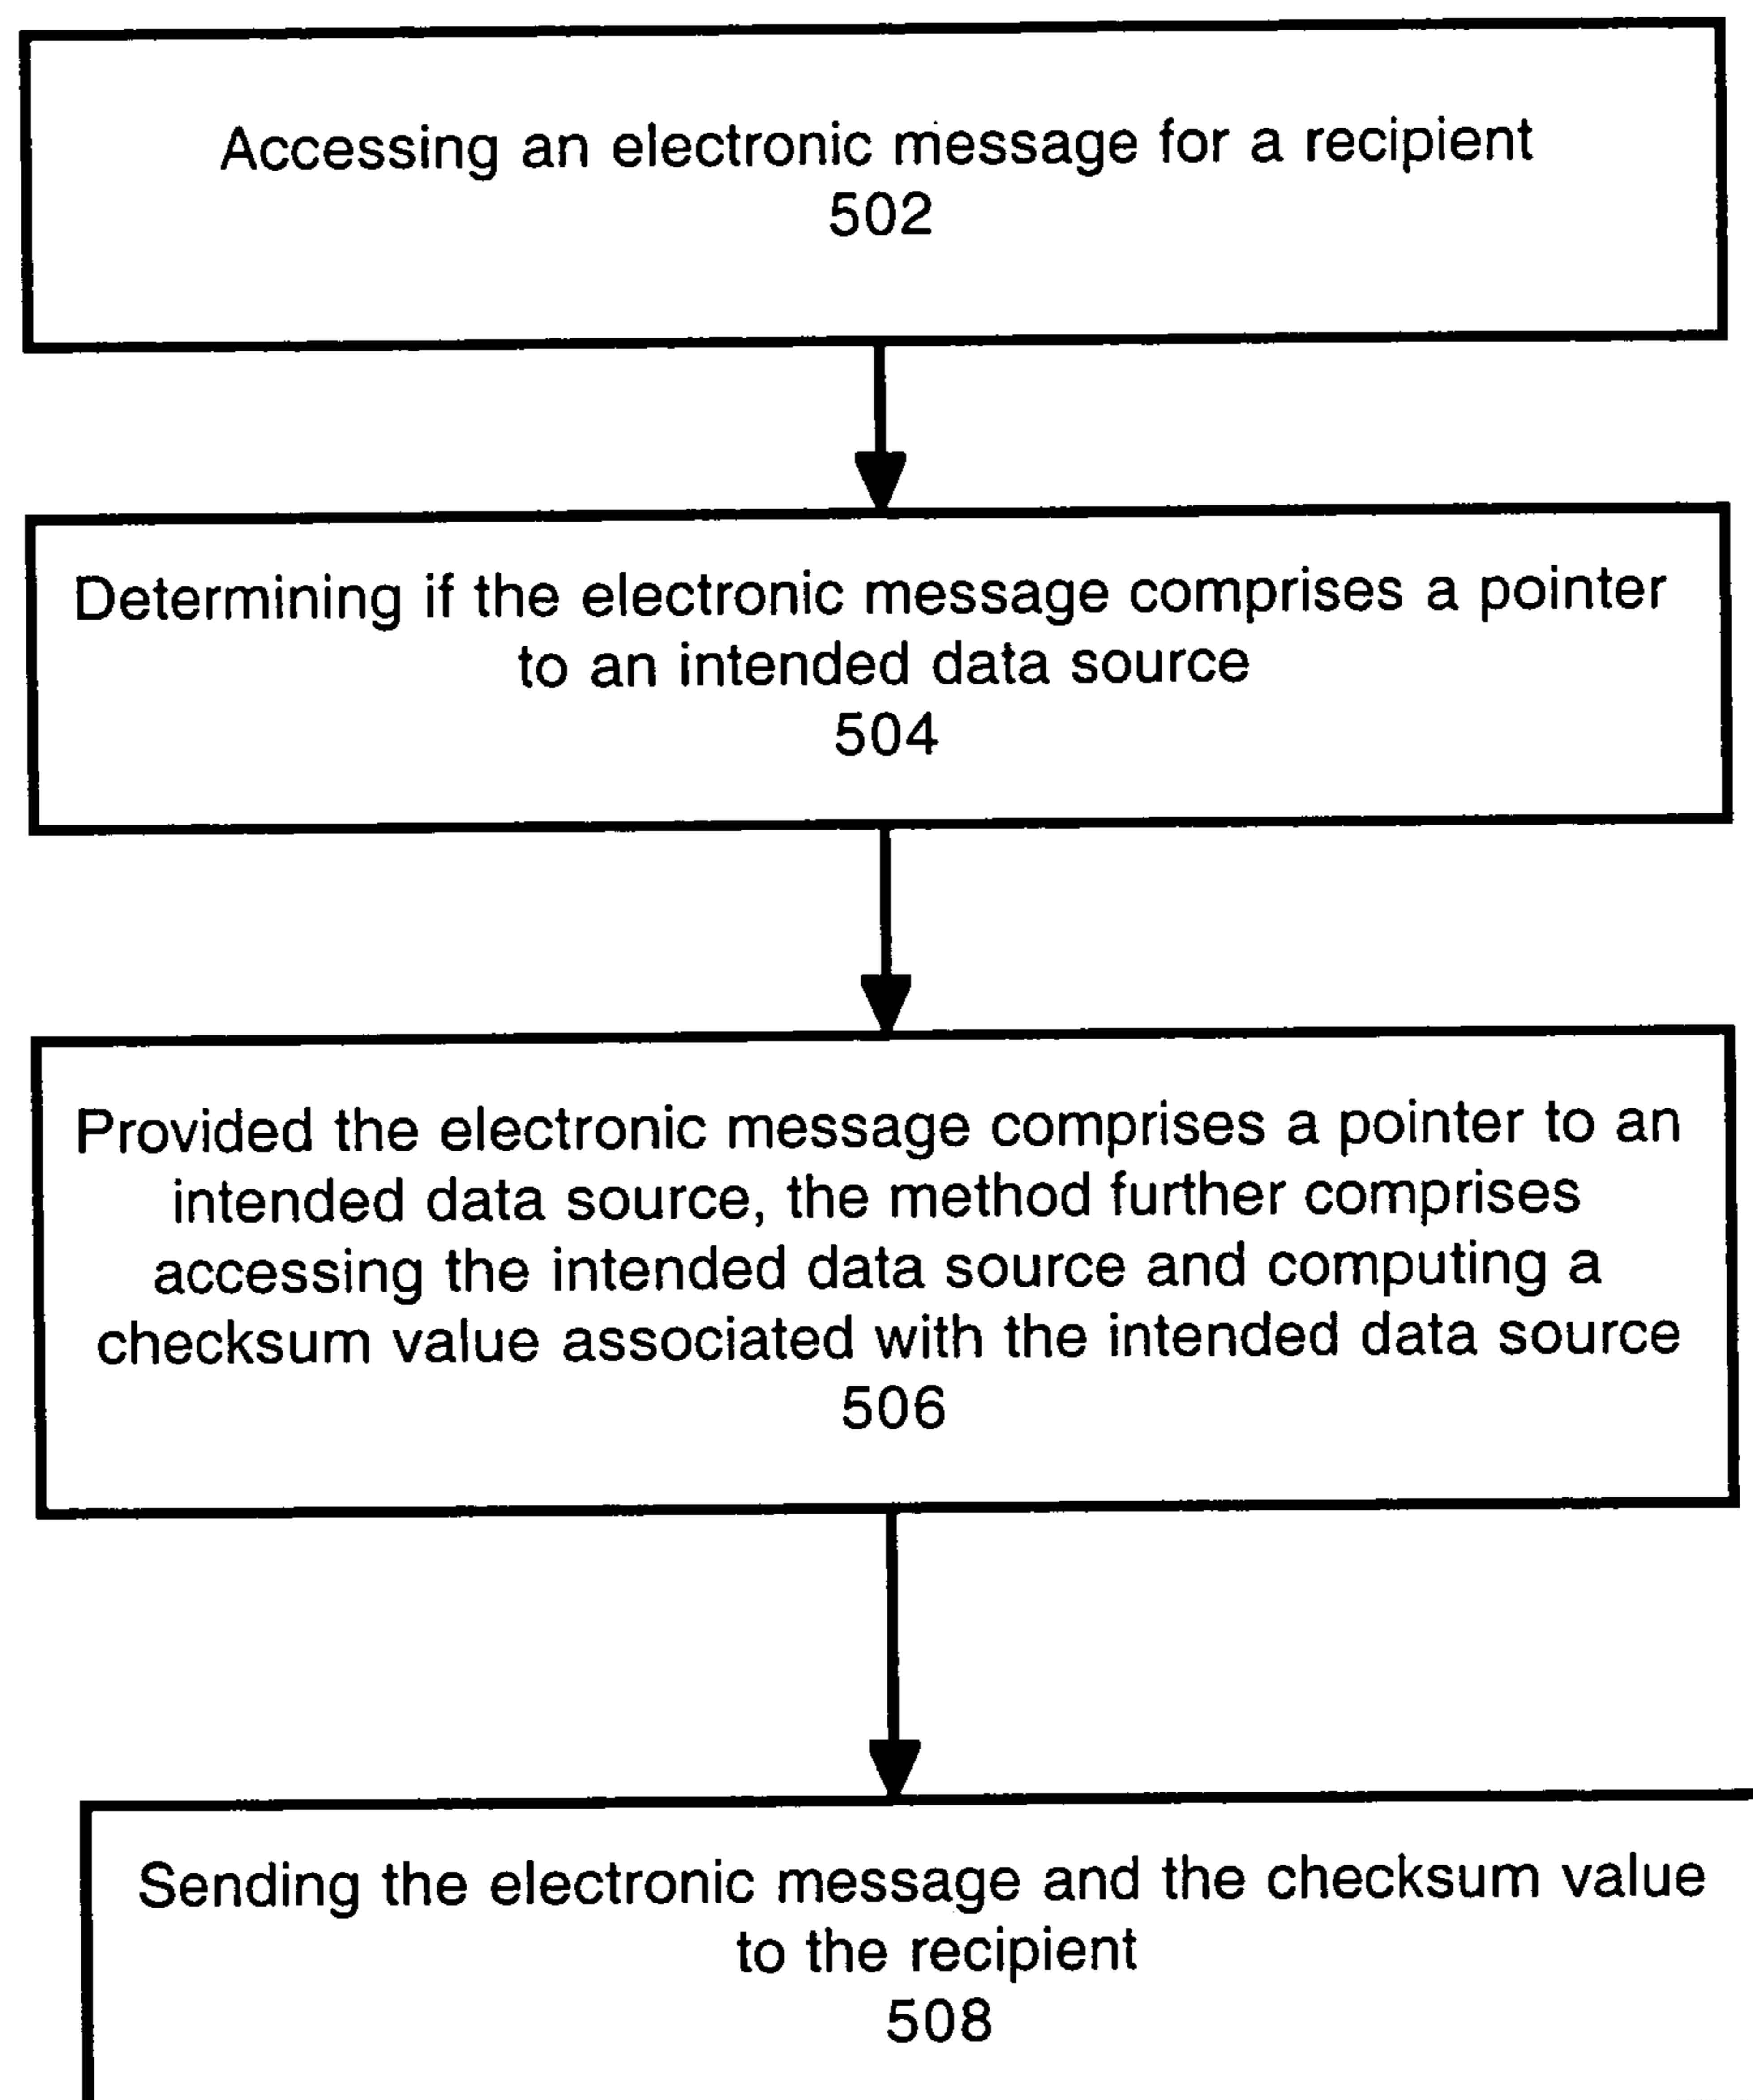 Accessing an electronic message for a recipient
502
Determining if the electronic message comprises a pointer
to an intended data source
504
Provided the electronic message comprises a pointer to an
intended data source, the method further comprises
accessing the intended data source and computing a
checksum value associated with the intended data source
506
Sending the electronic message and the checksum value
to the recipient
508